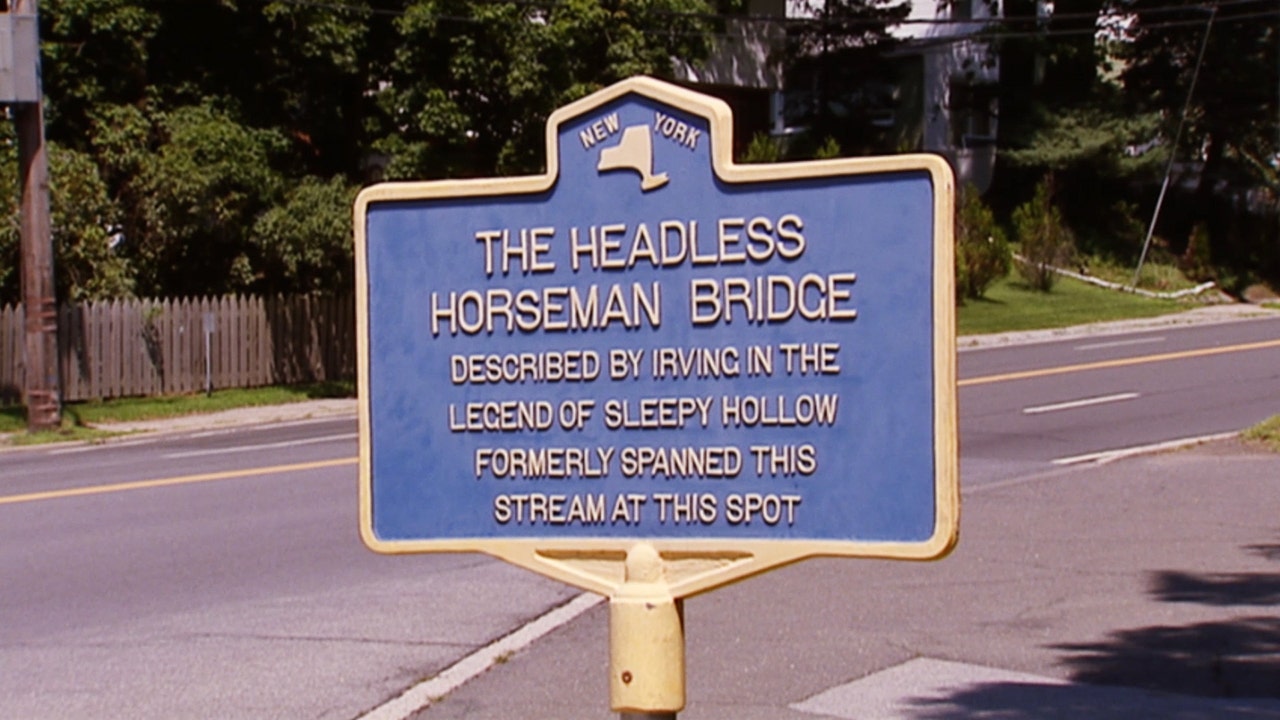 NEW YORK
THE HEADLESS
HORSEMAN BRIDGE
DESCRIBED BY IRVING IN THE
LEGEND OF SLEEPY HOLLOW
FORMERLY SPANNED THIS
STREAM AT THIS SPOT